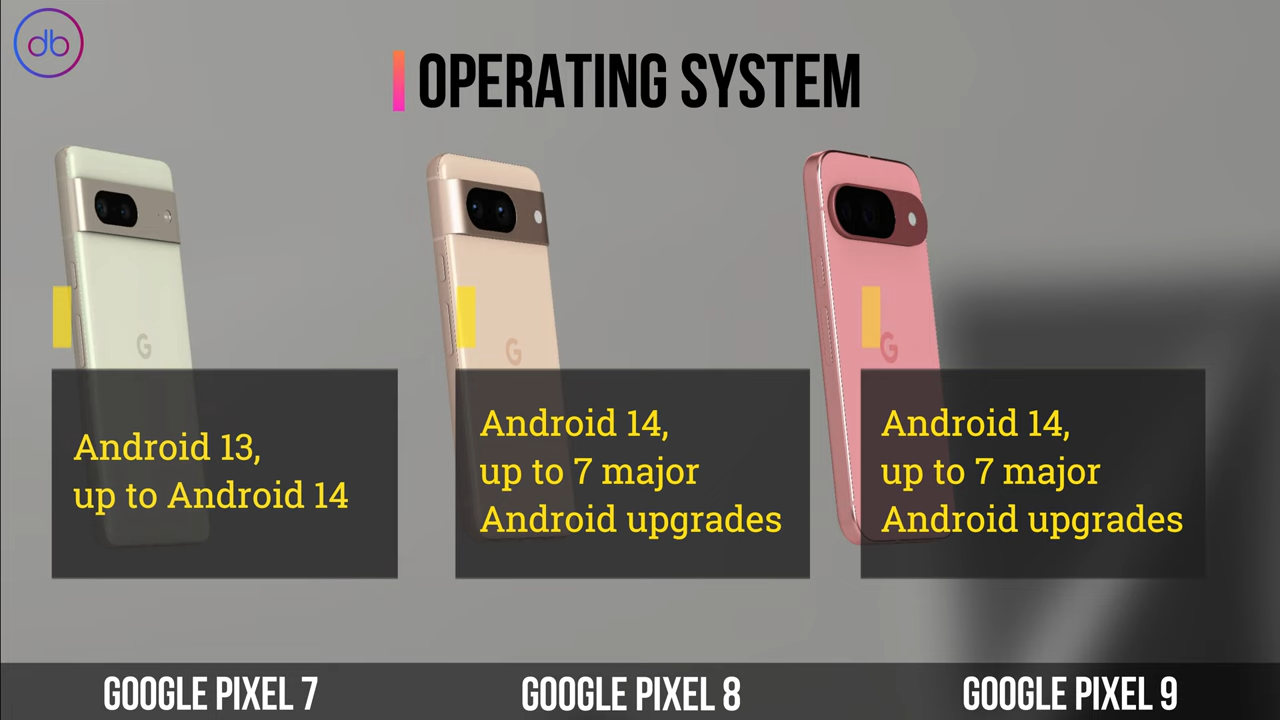 db
OPERATING SYSTEM
G
G
G
Android 13,
up to Android 14
Android 14,
up to 7 major
Android upgrades
Android 14,
up to 7 major
Android upgrades
GOOGLE PIXEL 7
GOOGLE PIXEL 8
GOOGLE PIXEL 9